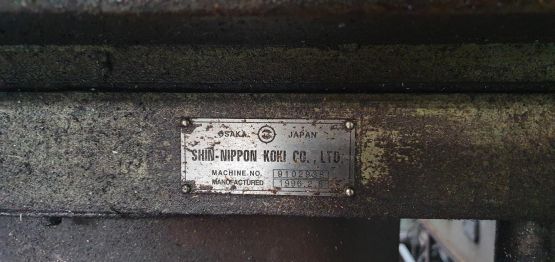 OSAKA JAPAN
SHIN-NIPPON KOKI CO., LTD.
MACHINE NO.
MANUFACTURED